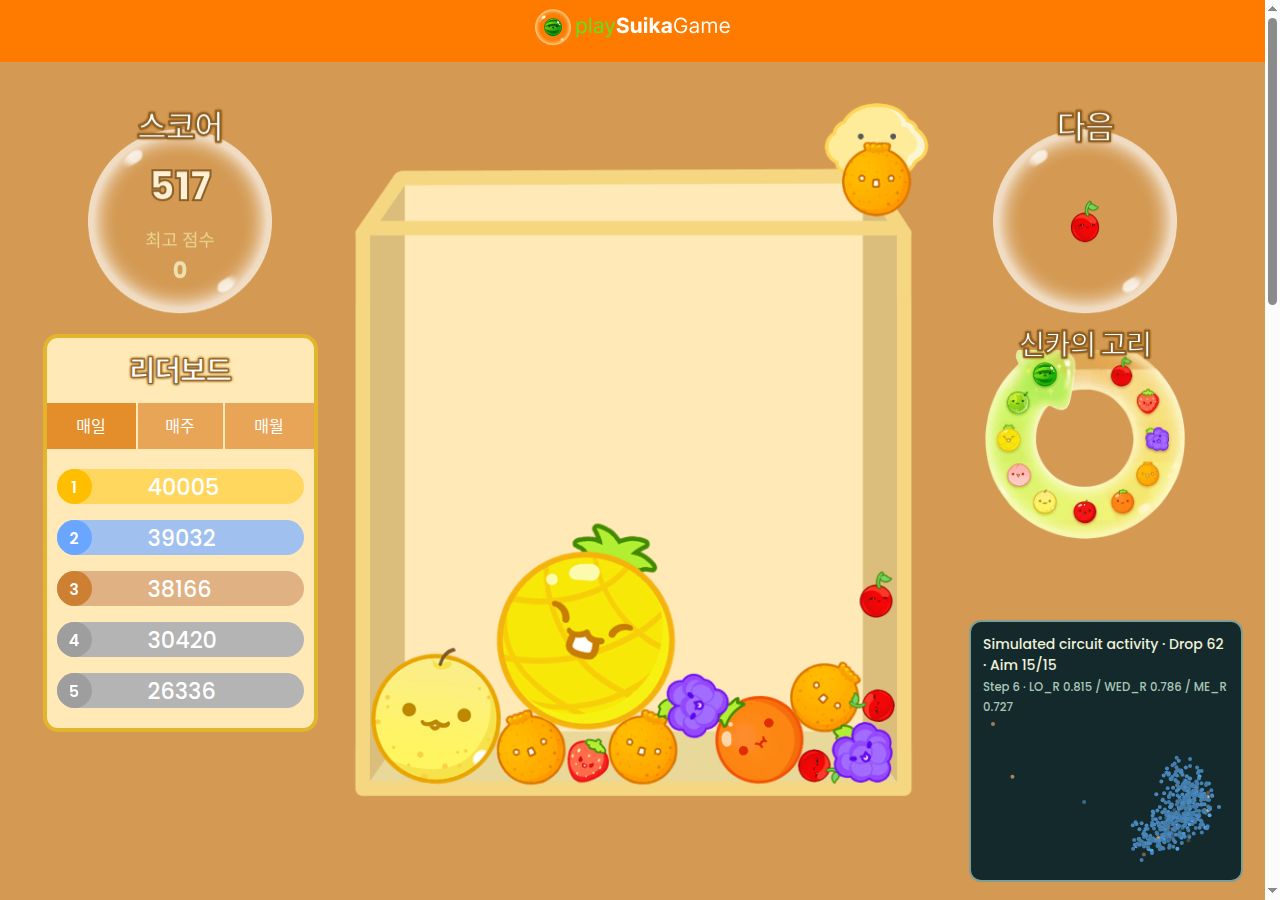 playSuikaGame
스코어
517
최고 점수
0
다음
신카의 고리
리더보드
매일 매주 매월
1 40005
2 39032
3 38166
4 30420
5 26336
Simulated circuit activity · Drop 62
· Aim 15/15
Step 6 · LO_R 0.815 / WED_R 0.786 / ME_R
0.727